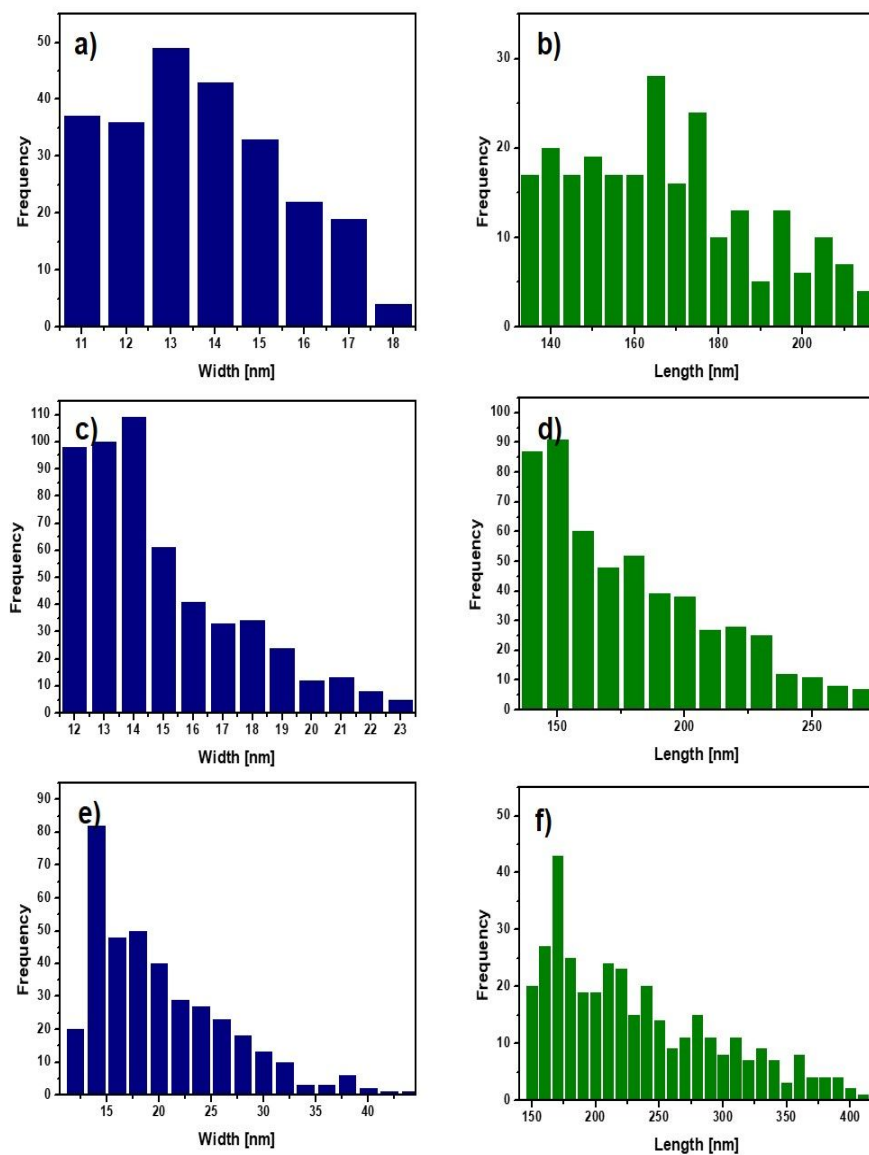 a)
Frequency
50
40
30
20
10
0
11 12 13 14 15 16 17 18
Width [nm]
b)
Frequency
30
20
10
0
140 160 180 200
Length [nm]
c)
Frequency
110
100
90
80
70
60
50
40
30
20
10
0
12 13 14 15 16 17 18 19 20 21 22 23
Width [nm]
d)
Frequency
100
90
80
70
60
50
40
30
20
10
0
150 200 250
Length [nm]
e)
Frequency
90
80
70
60
50
40
30
20
10
0
15 20 25 30 35 40
Width [nm]
f)
Frequency
50
40
30
20
10
0
150 200 250 300 350 400
Length [nm]